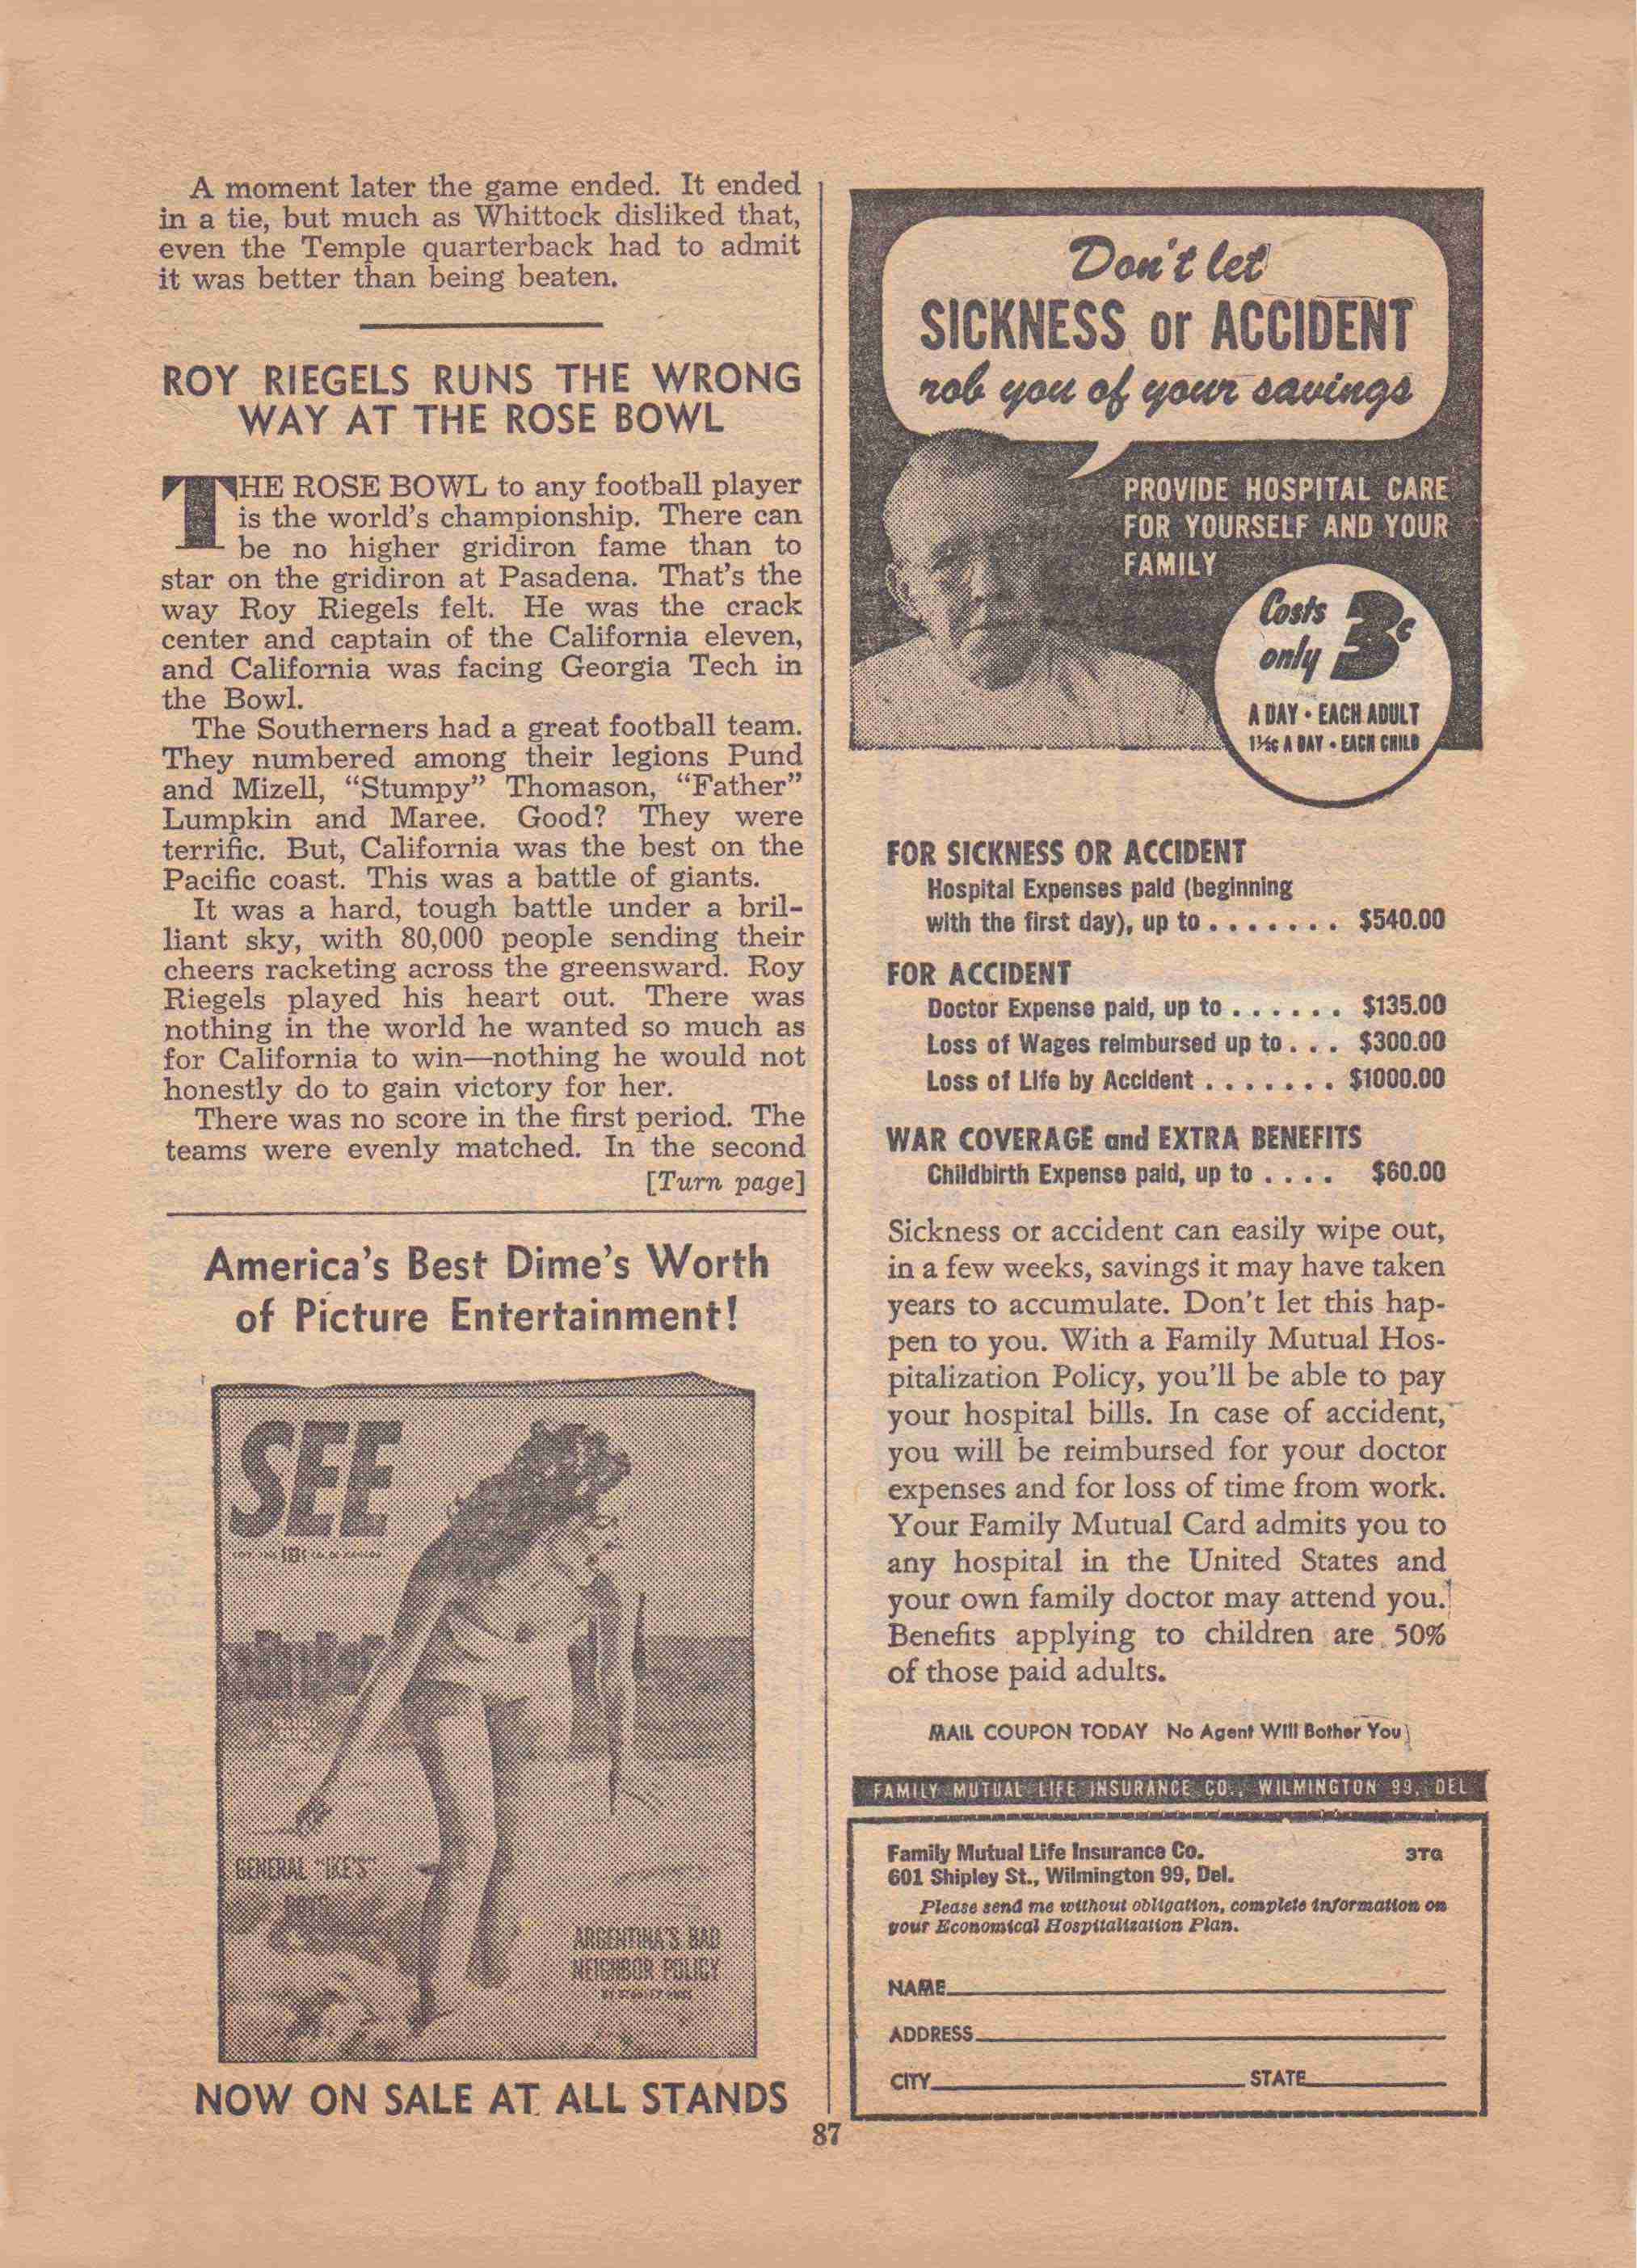 A moment later the game ended. It ended
in a tie, but much as Whittock disliked that,
even the Temple quarterback had to admit
it was better than being beaten.
ROY RIEGELS RUNS THE WRONG
WAY AT THE ROSE BOWL
THE ROSE BOWL to any football player
is the world's championship. There can
be no higher gridiron fame than to
star on the gridiron at Pasadena. That's the
way Roy Riegels felt. He was the crack
center and captain of the California eleven,
and California was facing Georgia Tech in
the Bowl.
The Southerners had a great football team.
They numbered among their legions Pund
and Mizell, "Stumpy" Thomason, "Father"
Lumpkin and Maree. Good? They were
terrific. But, California was the best on the
Pacific coast. This was a battle of giants.
It was a hard, tough battle under a bril-
liant sky, with 80,000 people sending their
cheers racketing across the greensward. Roy
Riegels played his heart out. There was
nothing in the world he wanted so much as
for California to win—nothing he would not
honestly do to gain victory for her.
There was no score in the first period. The
teams were evenly matched. In the second
[Turn page]
America's Best Dime's Worth
of Picture Entertainment!
SEE
10¢
GENERAL "IKE'S"
BOYS
ARGENTINA'S BAD
NEIGHBOR POLICY
BY STANLEY ROSS
NOW ON SALE AT ALL STANDS
Don't let
SICKNESS or ACCIDENT
rob you of your savings
PROVIDE HOSPITAL CARE
FOR YOURSELF AND YOUR
FAMILY
Costs
only 3¢
A DAY • EACH ADULT
1½c A DAY • EACH CHILD
FOR SICKNESS OR ACCIDENT
Hospital Expenses paid (beginning
with the first day), up to . . . . . . . . $540.00
FOR ACCIDENT
Doctor Expense paid, up to . . . . . . $135.00
Loss of Wages reimbursed up to . . . $300.00
Loss of Life by Accident . . . . . . . $1000.00
WAR COVERAGE and EXTRA BENEFITS
Childbirth Expense paid, up to . . . . $60.00
Sickness or accident can easily wipe out,
in a few weeks, savings it may have taken
years to accumulate. Don't let this hap-
pen to you. With a Family Mutual Hos-
pitalization Policy, you'll be able to pay
your hospital bills. In case of accident,
you will be reimbursed for your doctor
expenses and for loss of time from work.
Your Family Mutual Card admits you to
any hospital in the United States and
your own family doctor may attend you.
Benefits applying to children are 50%
of those paid adults.
MAIL COUPON TODAY No Agent Will Bother You
FAMILY MUTUAL LIFE INSURANCE CO., WILMINGTON 99, DEL
Family Mutual Life Insurance Co. 3TG
601 Shipley St., Wilmington 99, Del.
Please send me without obligation, complete information on
your Economical Hospitalization Plan.
NAME
ADDRESS
CITY STATE
87